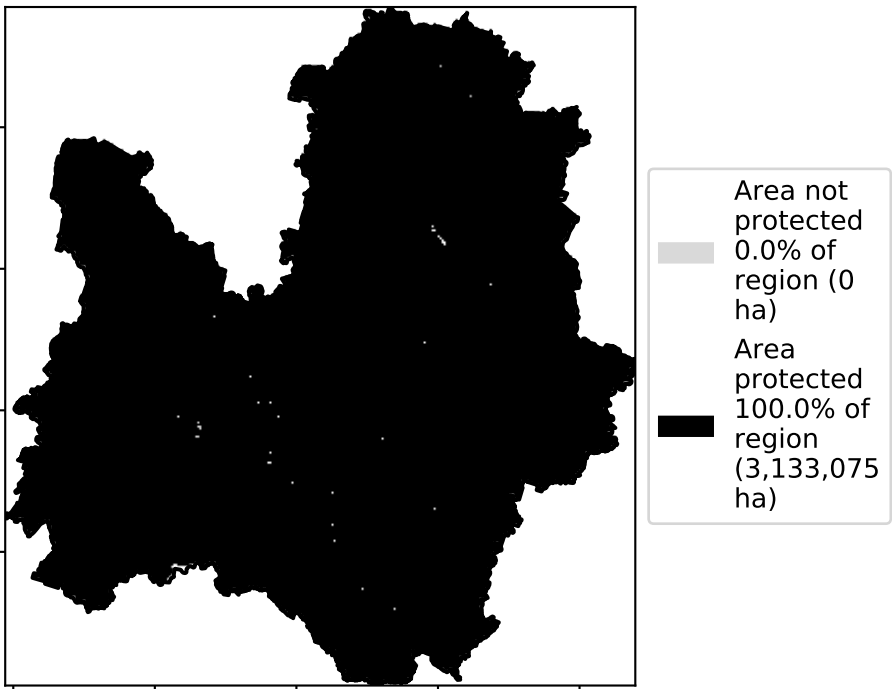 Area not
protected
0.0% of
region (0
ha)
Area
protected
100.0% of
region
(3,133,075
ha)